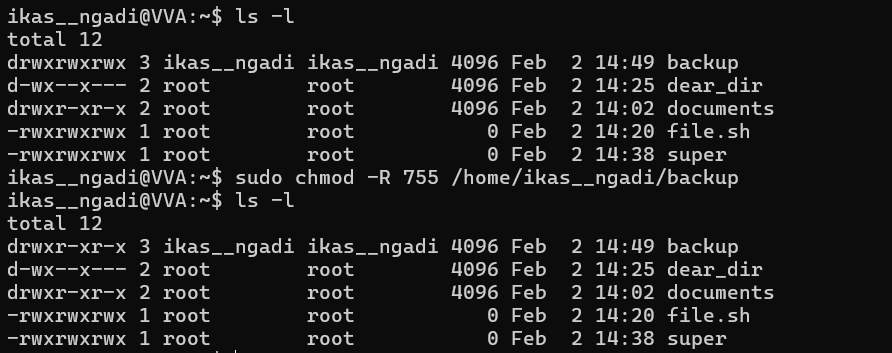 ikas__ngadi@VVA:~$ ls -l
total 12
drwxrwxrwx 3 ikas__ngadi ikas__ngadi 4096 Feb  2 14:49 backup
d-wx--x--- 2 root        root        4096 Feb  2 14:25 dear_dir
drwxr-xr-x 2 root        root        4096 Feb  2 14:02 documents
-rwxrwxrwx 1 root        root           0 Feb  2 14:20 file.sh
-rwxrwxrwx 1 root        root           0 Feb  2 14:38 super
ikas__ngadi@VVA:~$ sudo chmod -R 755 /home/ikas__ngadi/backup
ikas__ngadi@VVA:~$ ls -l
total 12
drwxr-xr-x 3 ikas__ngadi ikas__ngadi 4096 Feb  2 14:49 backup
d-wx--x--- 2 root        root        4096 Feb  2 14:25 dear_dir
drwxr-xr-x 2 root        root        4096 Feb  2 14:02 documents
-rwxrwxrwx 1 root        root           0 Feb  2 14:20 file.sh
-rwxrwxrwx 1 root        root           0 Feb  2 14:38 super